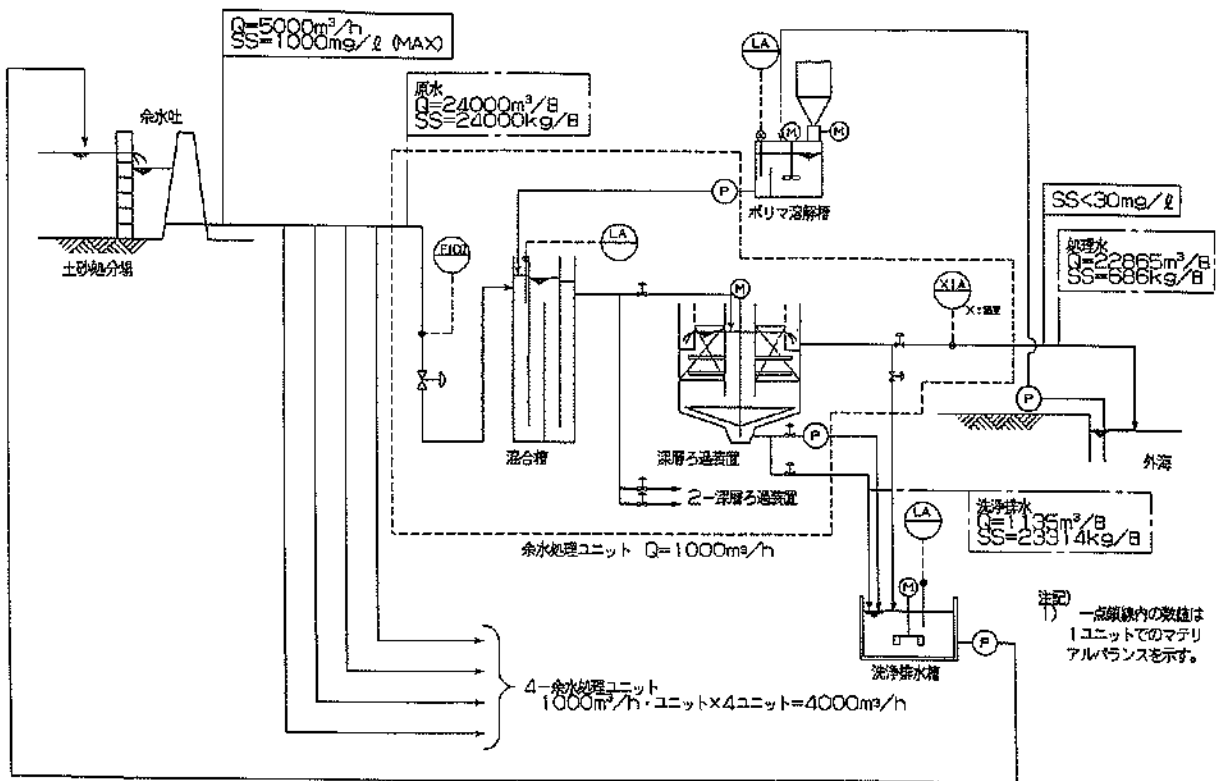 Q=5000m³/h
SS=1000mg/ℓ (MAX)
原水
Q=24000m³/日
SS=24000kg/日
余水吐
土砂処分場
LA
M
M
P
ポリマ溶解槽
SS<30mg/ℓ
処理水
Q=22865m³/日
SS=686kg/日
LA
M
XIA
P
P
混合槽
深層ろ過装置
外海
2-深層ろ過装置
洗浄排水
Q=1135m³/日
SS=23314kg/日
余水処理ユニット Q=1000m³/h
LA
M
P
洗浄排水槽
注記)
1) 一点鎖線内の数値は
1ユニットでのマテリ
アルバランスを示す。
4-余水処理ユニット
1000m³/h・ユニット×4ユニット=4000m³/h